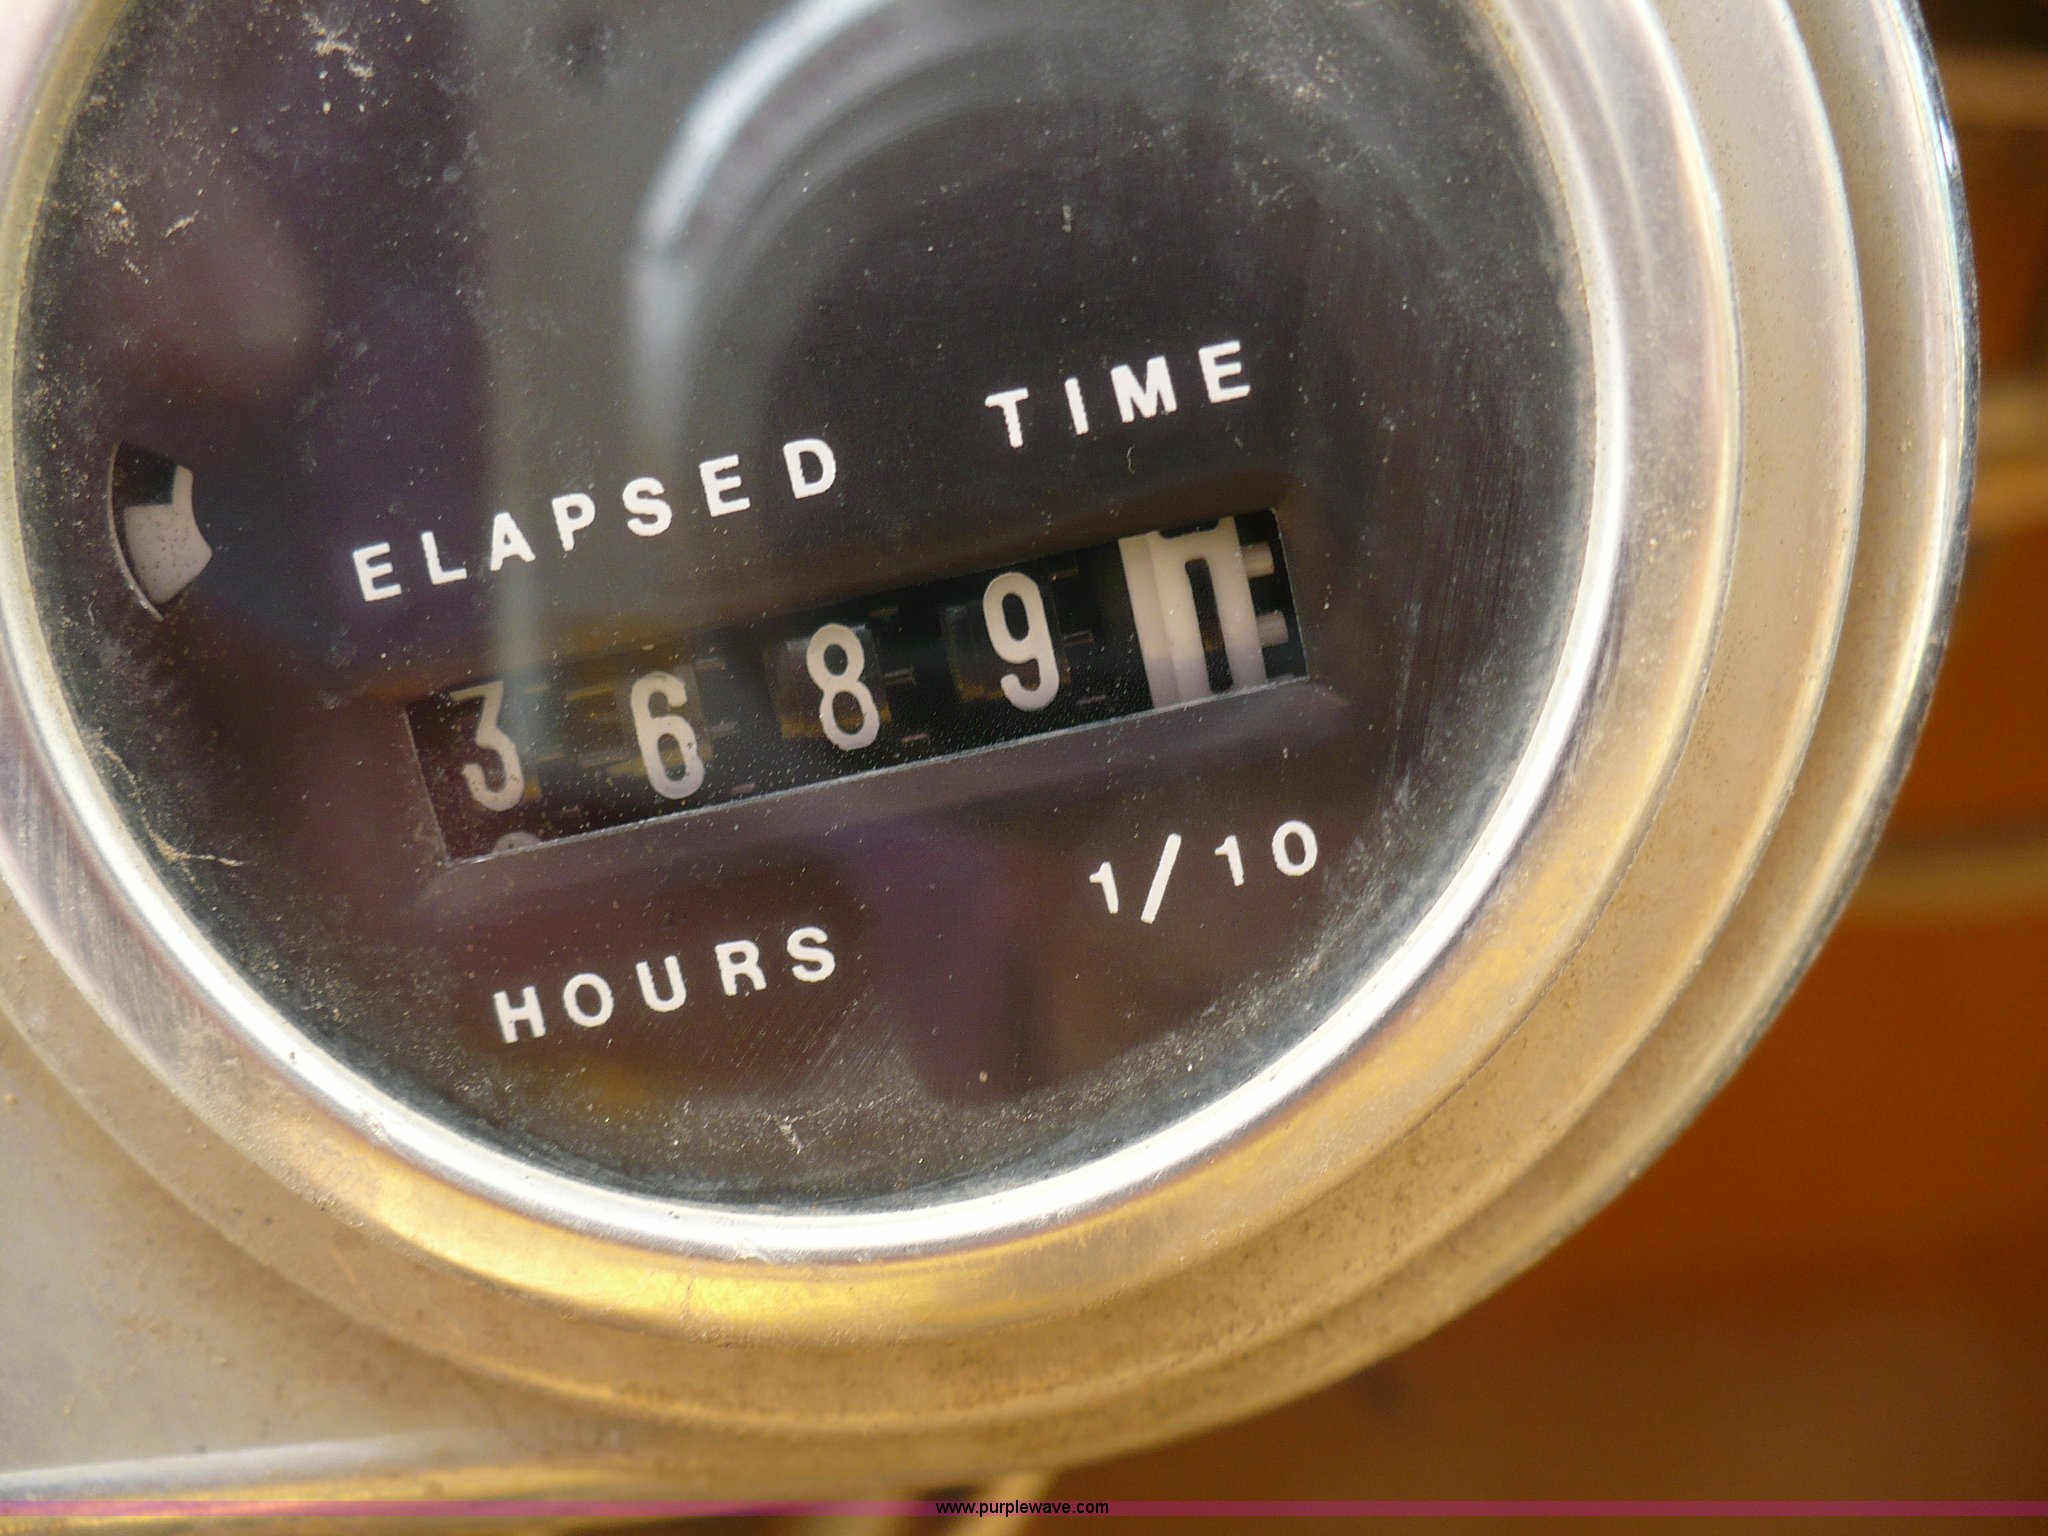 ELAPSED TIME
3689
HOURS 1/10
www.purplewave.com